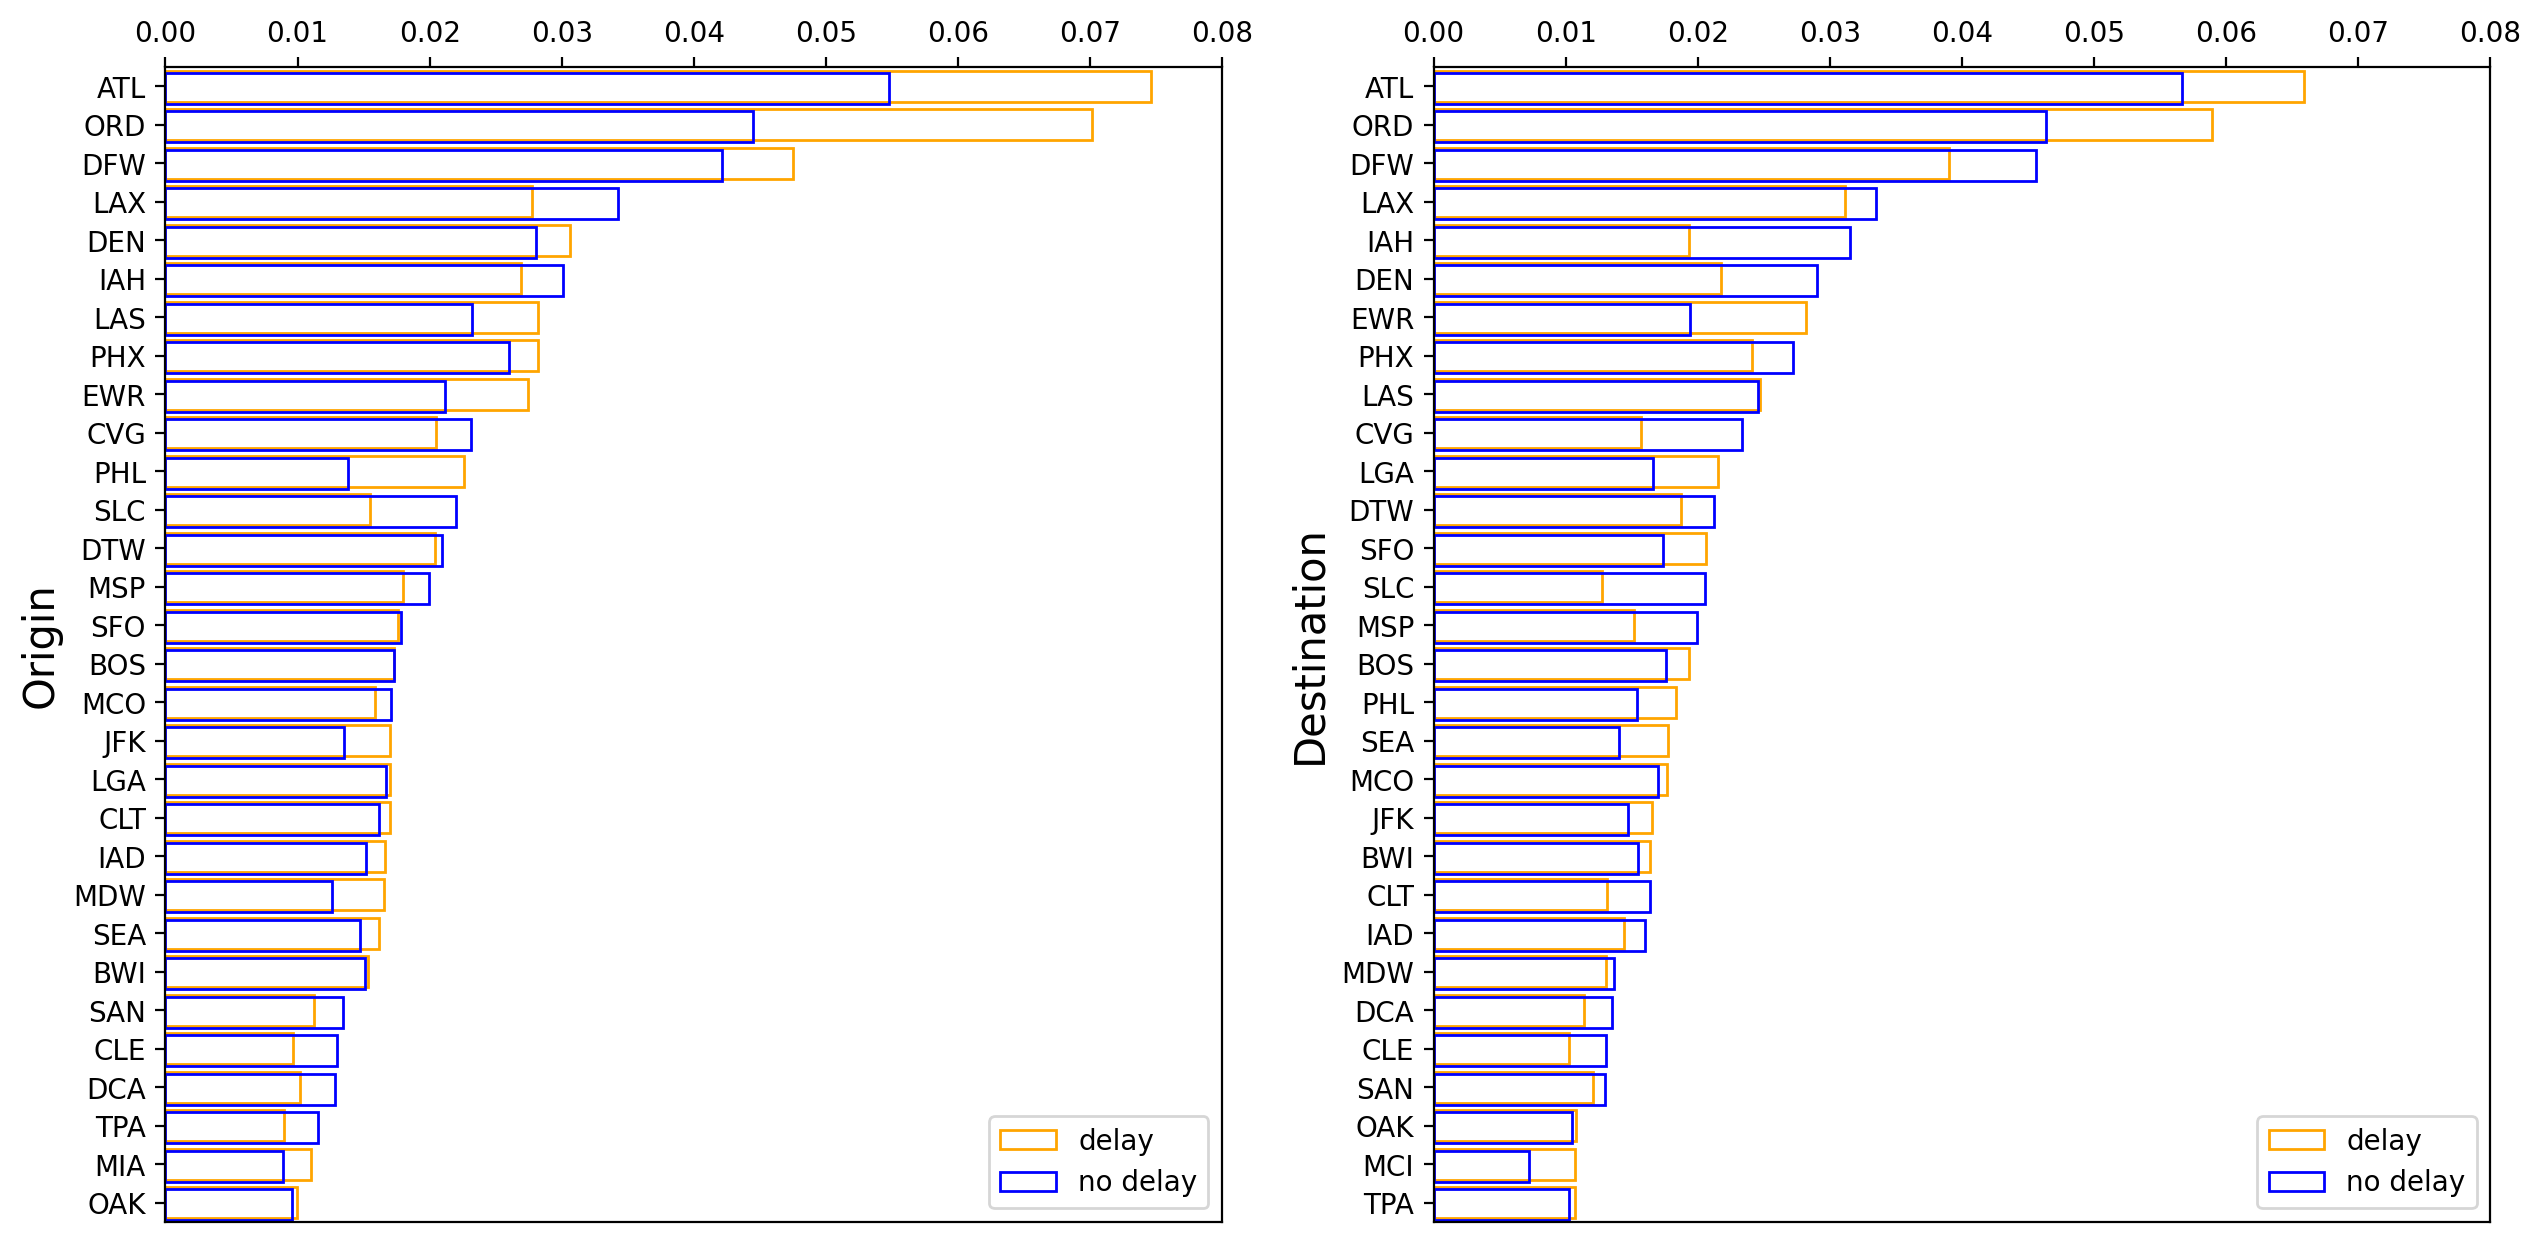 0.00 0.01 0.02 0.03 0.04 0.05 0.06 0.07 0.08
Origin
ATL
ORD
DFW
LAX
DEN
IAH
LAS
PHX
EWR
CVG
PHL
SLC
DTW
MSP
SFO
BOS
MCO
JFK
LGA
CLT
IAD
MDW
SEA
BWI
SAN
CLE
DCA
TPA
MIA
OAK
delay
no delay
0.00 0.01 0.02 0.03 0.04 0.05 0.06 0.07 0.08
Destination
ATL
ORD
DFW
LAX
IAH
DEN
EWR
PHX
LAS
CVG
LGA
DTW
SFO
SLC
MSP
BOS
PHL
SEA
MCO
JFK
BWI
CLT
IAD
MDW
DCA
CLE
SAN
OAK
MCI
TPA
delay
no delay